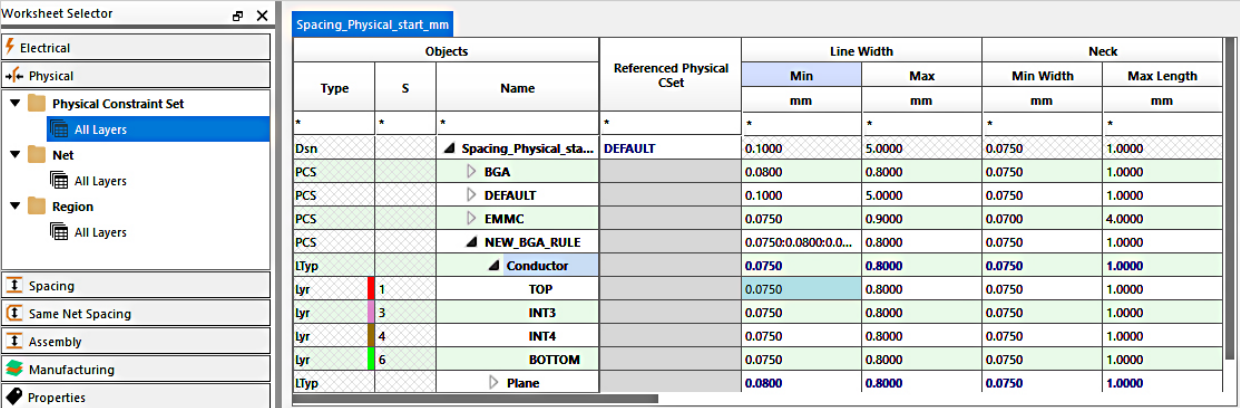 Worksheet Selector
Electrical
Physical
Physical Constraint Set
All Layers
Net
All Layers
Region
All Layers
Spacing
Same Net Spacing
Assembly
Manufacturing
Properties
Spacing_Physical_start_mm
Objects Referenced Physical CSet Line Width Neck
Type S Name Min Max Min Width Max Length
mm mm mm mm
* * * * * * * *
Dsn Spacing_Physical_sta... DEFAULT 0.1000 5.0000 0.0750 1.0000
PCS BGA 0.0800 0.8000 0.0750 1.0000
PCS DEFAULT 0.1000 5.0000 0.0750 1.0000
PCS EMMC 0.0750 0.9000 0.0700 4.0000
PCS NEW_BGA_RULE 0.0750:0.0800:0.0... 0.8000 0.0750 1.0000
LTyp Conductor 0.0750 0.8000 0.0750 1.0000
Lyr 1 TOP 0.0750 0.8000 0.0750 1.0000
Lyr 3 INT3 0.0750 0.8000 0.0750 1.0000
Lyr 4 INT4 0.0750 0.8000 0.0750 1.0000
Lyr 6 BOTTOM 0.0750 0.8000 0.0750 1.0000
LTyp Plane 0.0800 0.8000 0.0750 1.0000